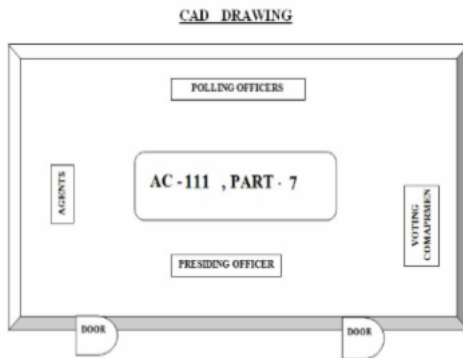 CAD DRAWING
POLLING OFFICERS
AGENTS
AC -111 , PART - 7
VOTING
COMAPRMEN
PRESIDING OFFICER
DOOR
DOOR